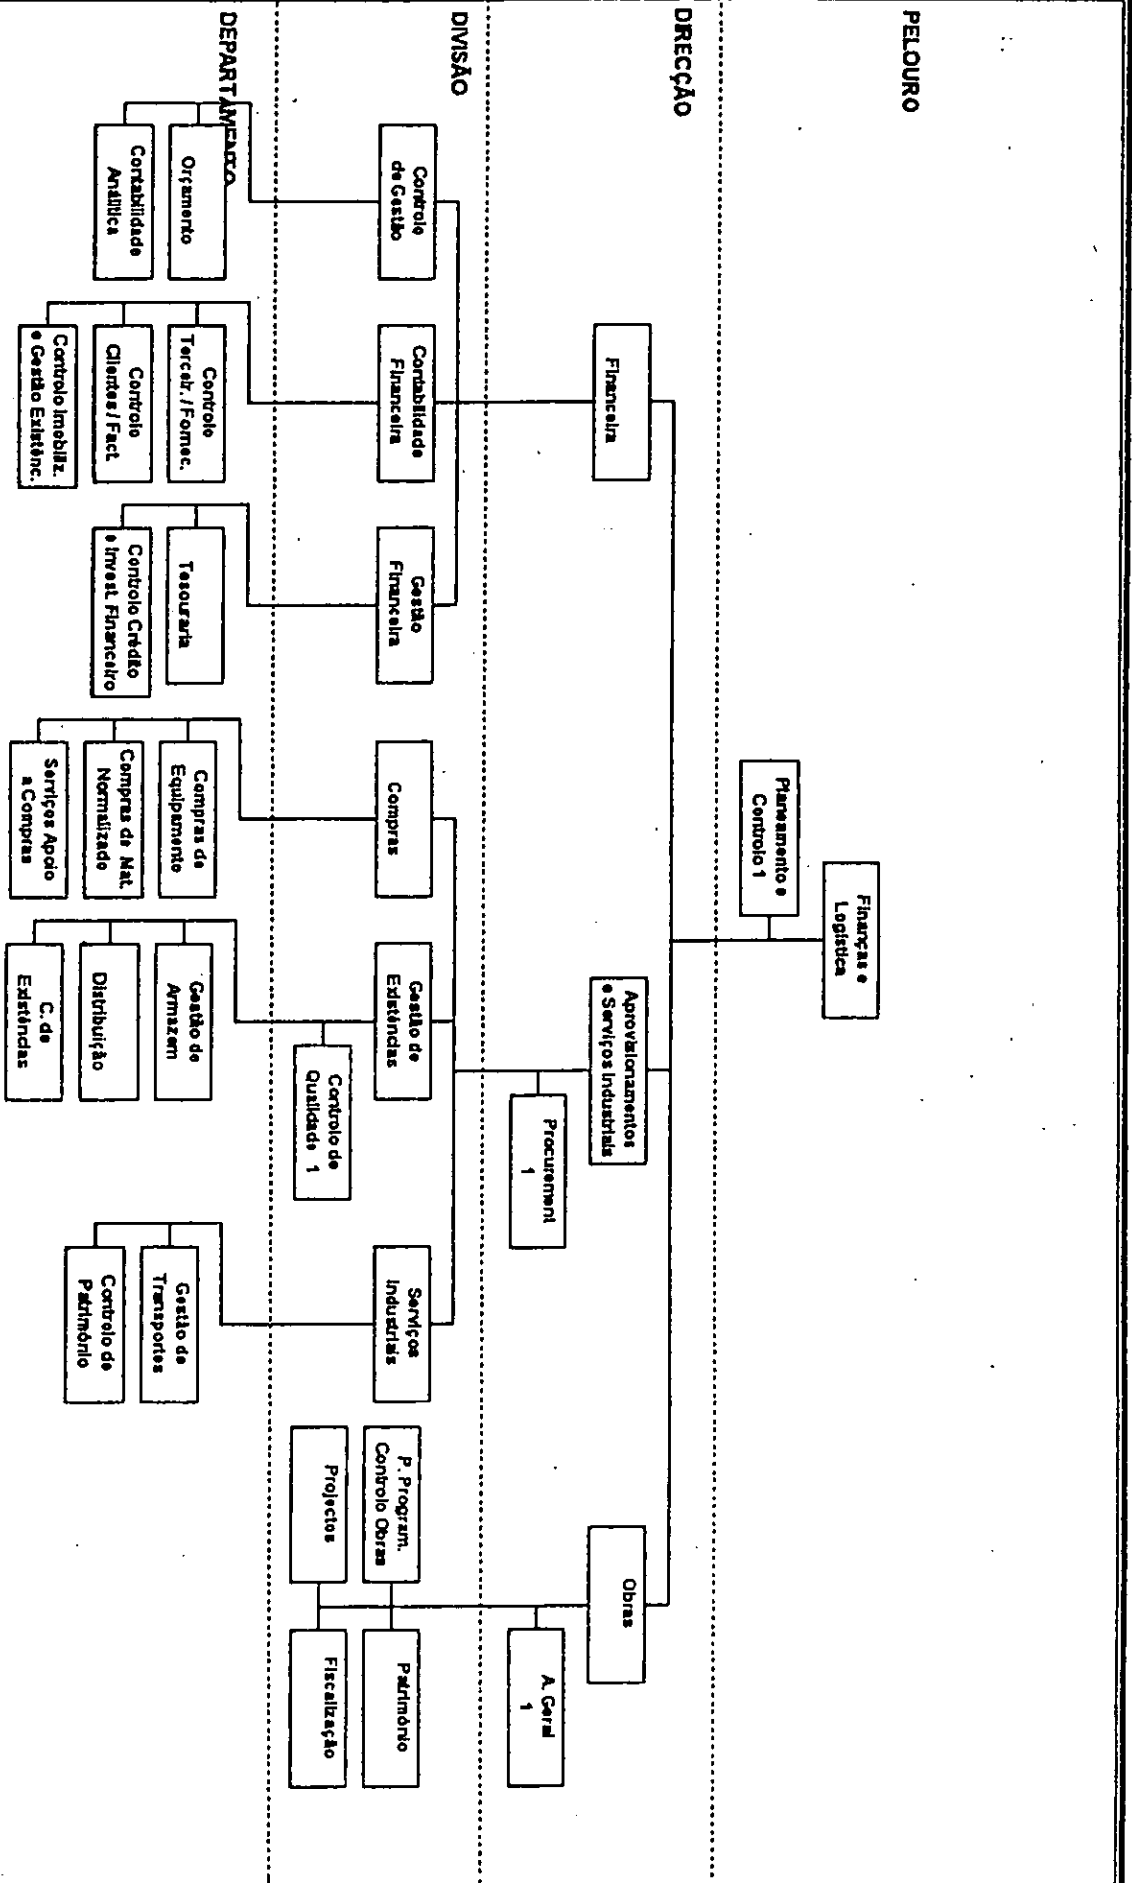 PELOURO
Finanças e
Logística
Planeamento e
Controlo 1
DIRECÇÃO
Financeira
Aprovisionamentos
e Serviços Industriais
Obras
Procurement
1
A. Geral
1
DIVISÃO
Controlo
de Gestão
Contabilidade
Financeira
Gestão
Financeira
Compras
Gestão de
Existências
Serviços
Industriais
P. Program.
Controlo Obras
Património
Controlo de
Qualidade 1
Projectos
Fiscalização
DEPARTAMENTO
Orçamento
Contabilidade
Analítica
Controlo
Terceir. / Fornec.
Controlo
Clientes / Fact.
Controlo Imobiliz.
e Gestão Existênc.
Tesouraria
Controlo Crédito
e Invest. Financeiro
Compras de
Equipamento
Compras de Mat.
Normalizado
Serviços Apoio
a Compras
Gestão de
Armazem
Distribuição
C. de
Existências
Gestão de
Transportes
Controlo de
Património